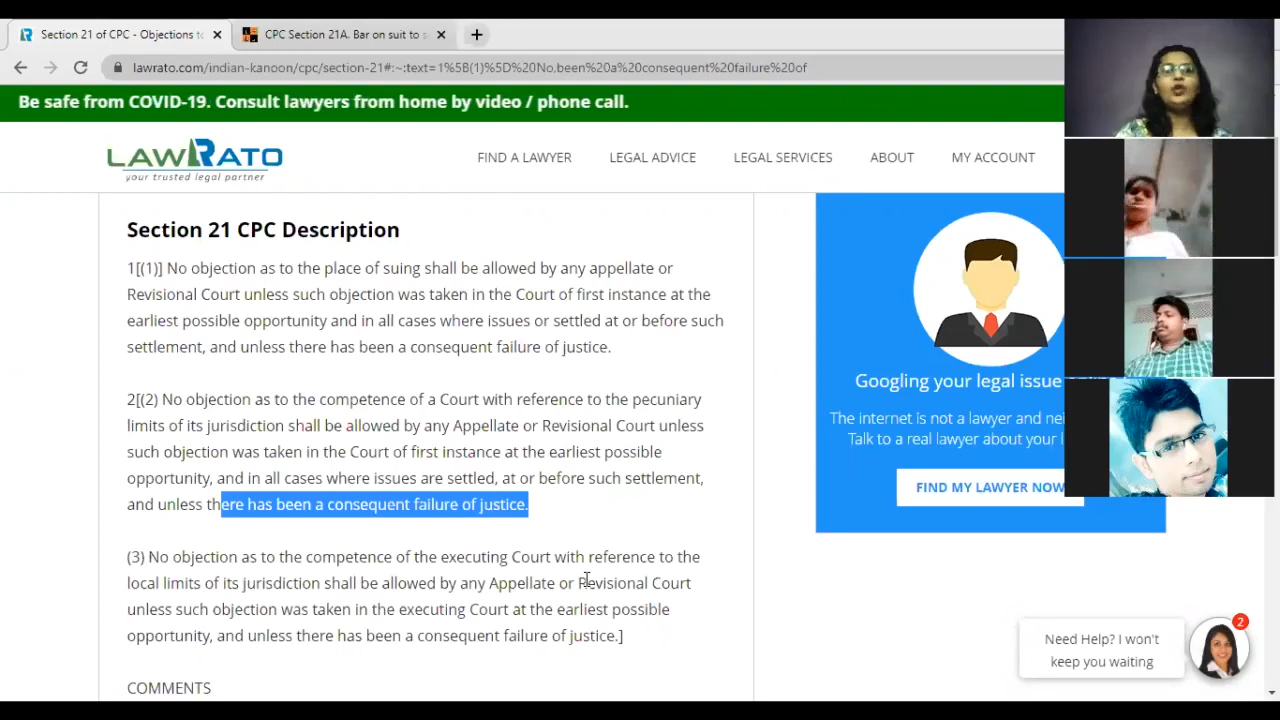 Section 21 of CPC - Objections to
CPC Section 21A. Bar on suit to s
lawrato.com/indian-kanoon/cpc/section-21#:~:text=1%5B(1)%5D%20No,been%20a%20consequent%20failure%20of
Be safe from COVID-19. Consult lawyers from home by video / phone call.
LAWRATO
your trusted legal partner
FIND A LAWYER LEGAL ADVICE LEGAL SERVICES ABOUT MY ACCOUNT
Section 21 CPC Description
1[(1)] No objection as to the place of suing shall be allowed by any appellate or
Revisional Court unless such objection was taken in the Court of first instance at the
earliest possible opportunity and in all cases where issues or settled at or before such
settlement, and unless there has been a consequent failure of justice.
2[(2) No objection as to the competence of a Court with reference to the pecuniary
limits of its jurisdiction shall be allowed by any Appellate or Revisional Court unless
such objection was taken in the Court of first instance at the earliest possible
opportunity, and in all cases where issues are settled, at or before such settlement,
and unless there has been a consequent failure of justice.
(3) No objection as to the competence of the executing Court with reference to the
local limits of its jurisdiction shall be allowed by any Appellate or Revisional Court
unless such objection was taken in the executing Court at the earliest possible
opportunity, and unless there has been a consequent failure of justice.]
COMMENTS
Googling your legal issue
The internet is not a lawyer and nei
Talk to a real lawyer about your l
FIND MY LAWYER NOW
Need Help? I won't
keep you waiting
2